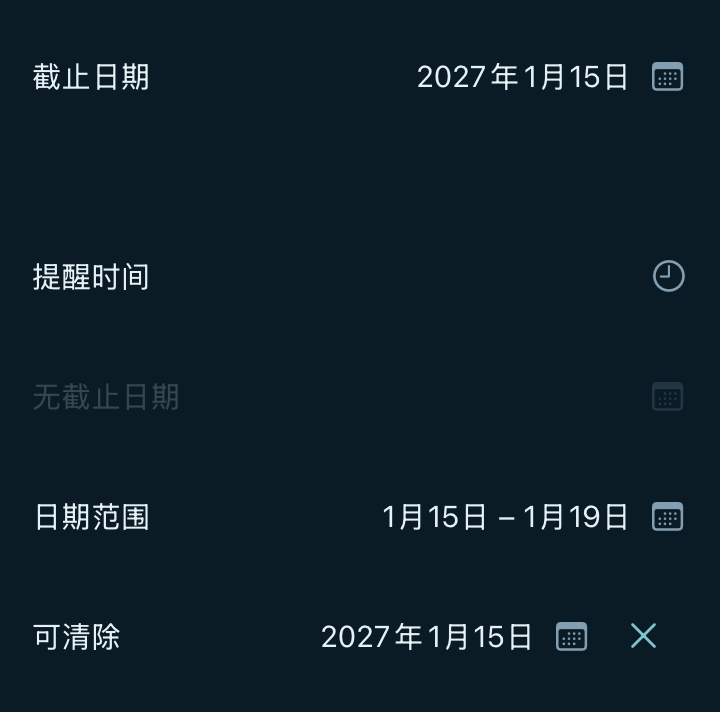 截止日期 2027年1月15日
提醒时间
无截止日期
日期范围 1月15日 – 1月19日
可清除 2027年1月15日